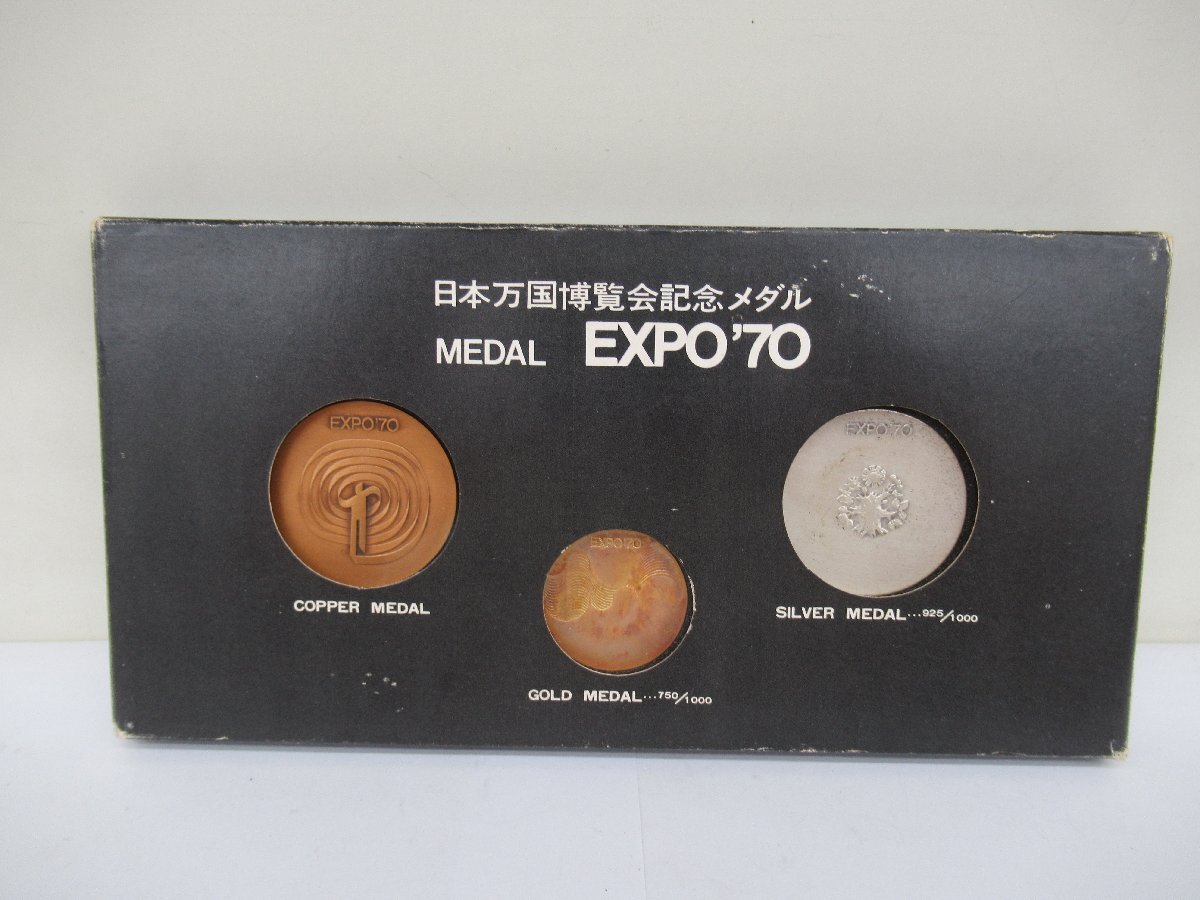 日本万国博覧会記念メダル
MEDAL EXPO'70
EXPO'70
COPPER MEDAL
EXPO'70
SILVER MEDAL...925/1000
EXPO'70
GOLD MEDAL...750/1000